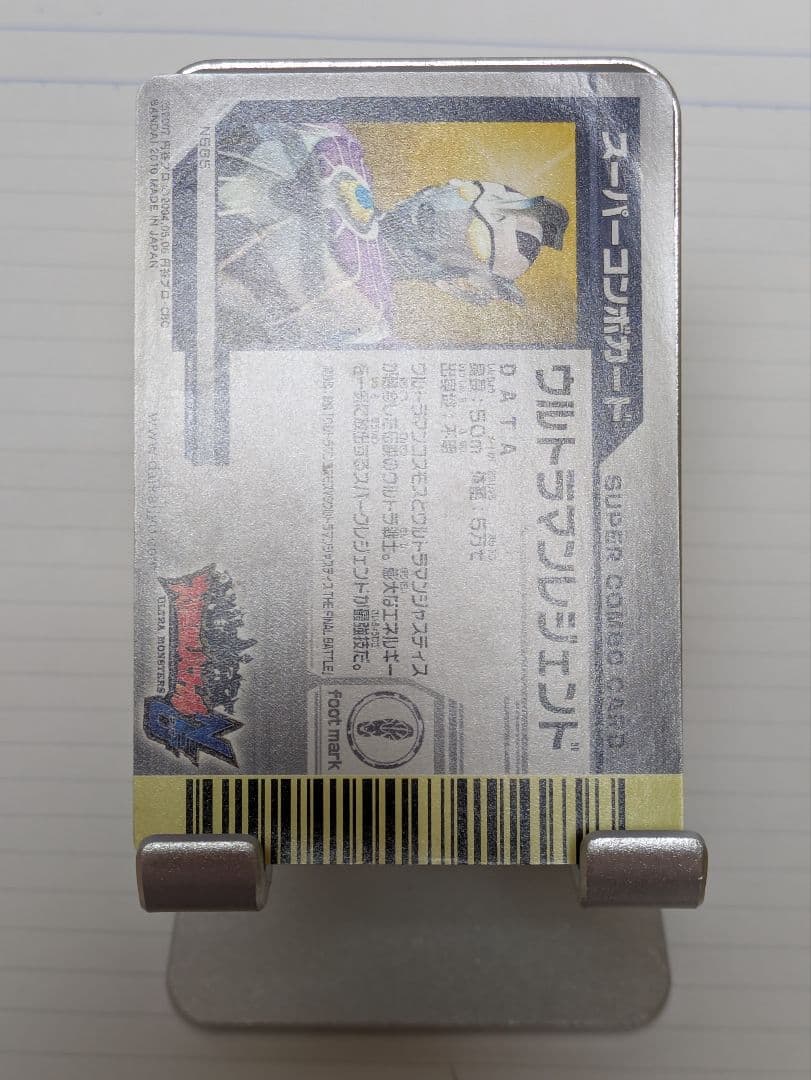 スーパーコンボカード
SUPER COMBO CARD
ウルトラマンレジェンド
DATA
身長：50m 体重：5万t
出身地：不明
ウルトラマンコスモスとウルトラマンジャスティス
が融合した伝説のウルトラ戦士。膨大なエネルギー
を一気に放出するスパークレジェンドが最強技だ。
THE FINAL BATTLE
foot mark
ULTRA MONSTERS
BANDAI 2010 MADE IN JAPAN